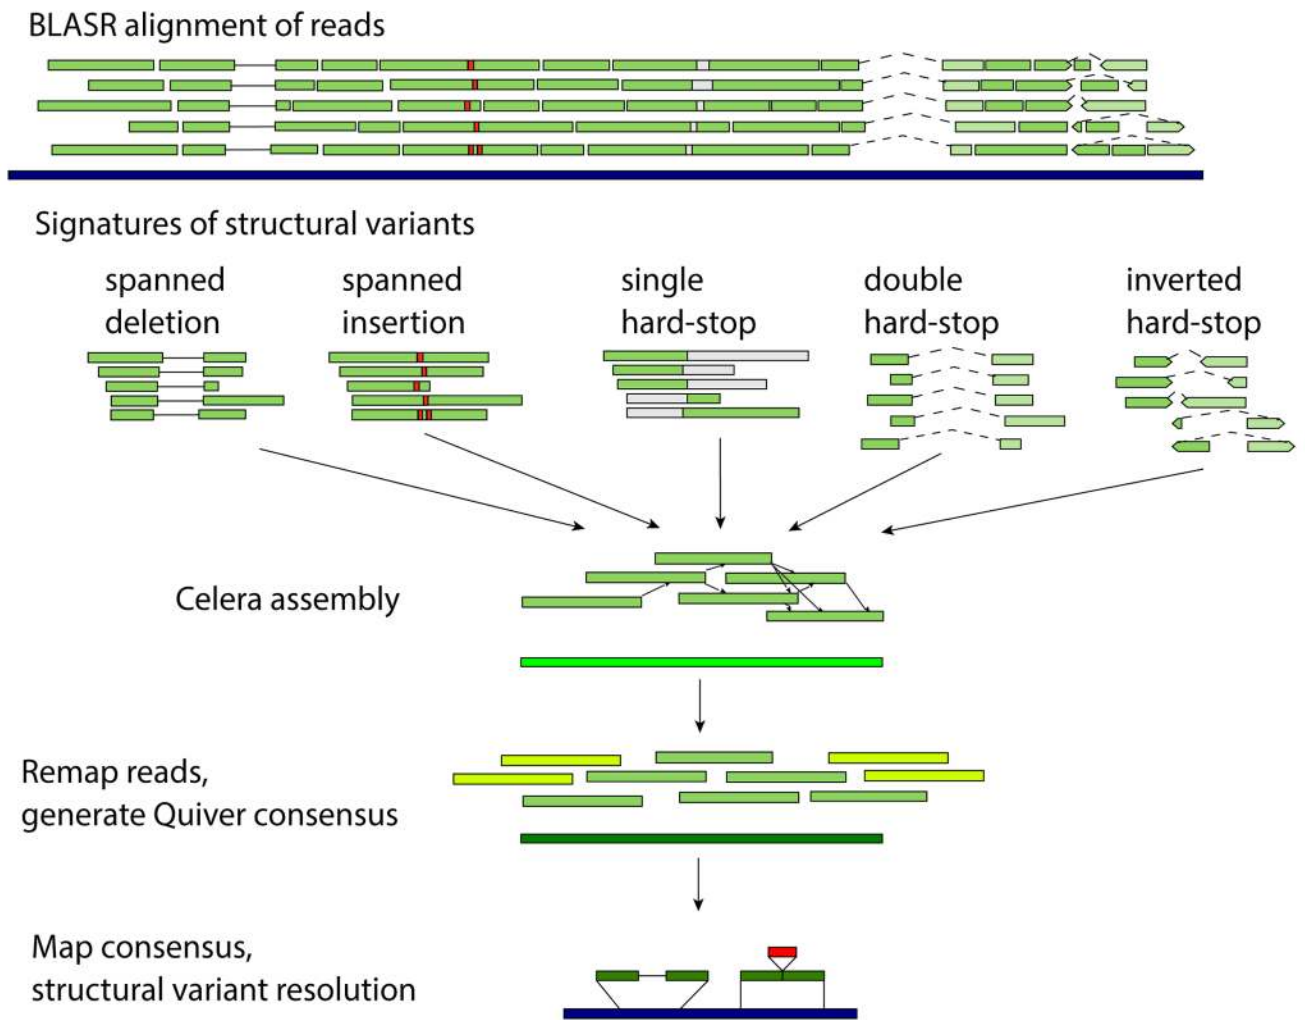 BLASR alignment of reads
Signatures of structural variants
spanned
deletion
spanned
insertion
single
hard-stop
double
hard-stop
inverted
hard-stop
Celera assembly
Remap reads,
generate Quiver consensus
Map consensus,
structural variant resolution